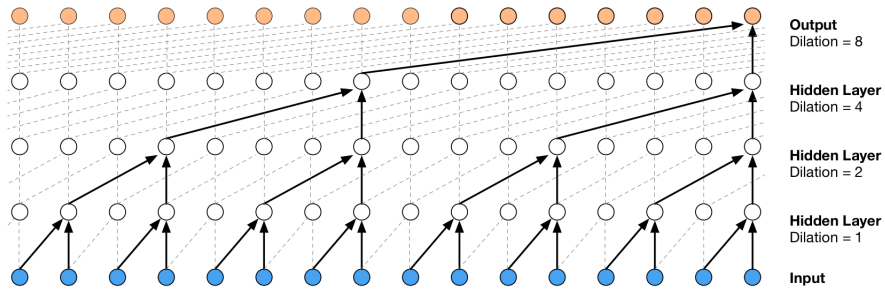 Output
Dilation = 8
Hidden Layer
Dilation = 4
Hidden Layer
Dilation = 2
Hidden Layer
Dilation = 1
Input